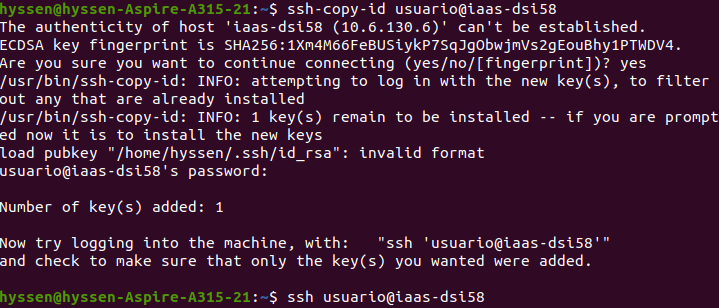 hyssen@hyssen-Aspire-A315-21:~$ ssh-copy-id usuario@iaas-dsi58
The authenticity of host 'iaas-dsi58 (10.6.130.6)' can't be established.
ECDSA key fingerprint is SHA256:1Xm4M66FeBUSiykP7SqJgObwjmVs2gEouBhy1PTWDV4.
Are you sure you want to continue connecting (yes/no/[fingerprint])? yes
/usr/bin/ssh-copy-id: INFO: attempting to log in with the new key(s), to filter
out any that are already installed
/usr/bin/ssh-copy-id: INFO: 1 key(s) remain to be installed -- if you are prompt
ed now it is to install the new keys
load pubkey "/home/hyssen/.ssh/id_rsa": invalid format
usuario@iaas-dsi58's password:
Number of key(s) added: 1
Now try logging into the machine, with:   "ssh 'usuario@iaas-dsi58'"
and check to make sure that only the key(s) you wanted were added.
hyssen@hyssen-Aspire-A315-21:~$ ssh usuario@iaas-dsi58